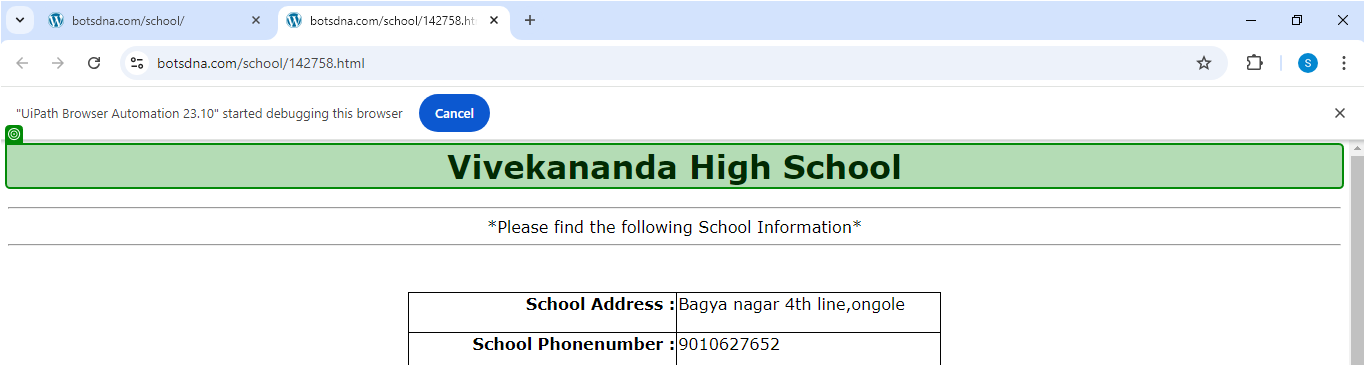 botsdna.com/school/
botsdna.com/school/142758.ht
botsdna.com/school/142758.html
S
"UiPath Browser Automation 23.10" started debugging this browser
Cancel
Vivekananda High School
*Please find the following School Information*
School Address : Bagya nagar 4th line,ongole
School Phonenumber : 9010627652